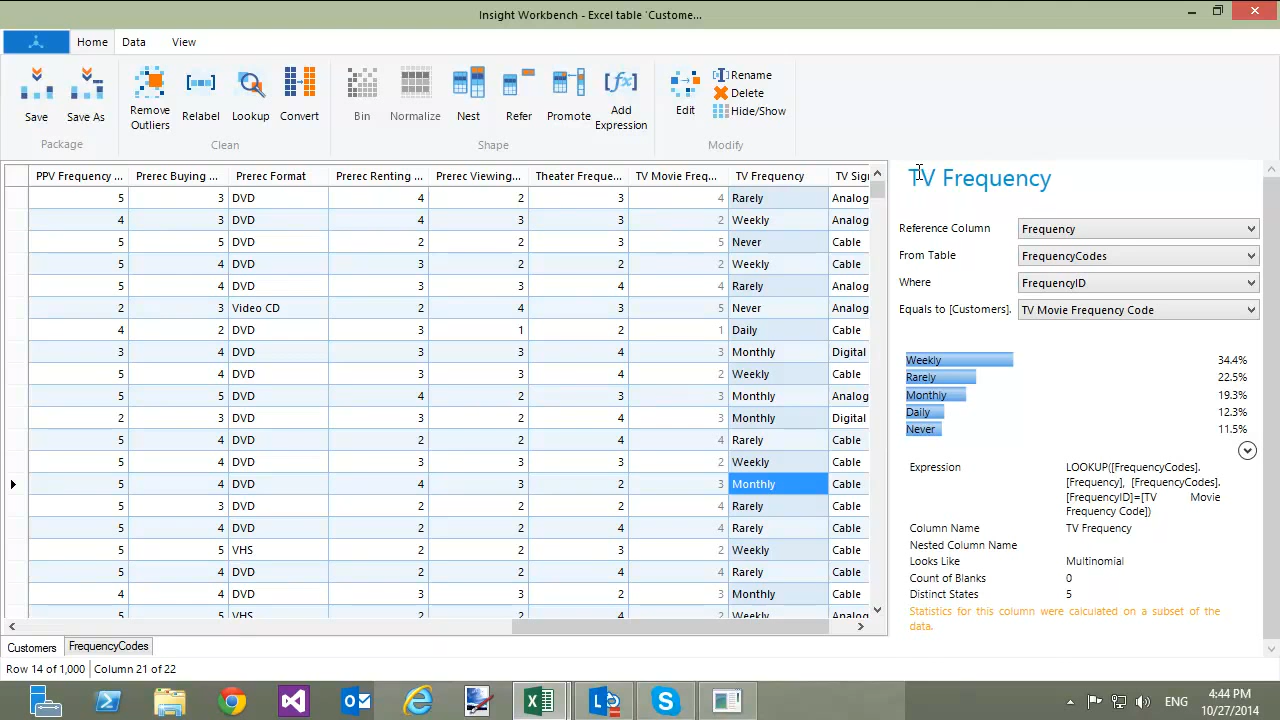 Insight Workbench - Excel table 'Custome...
Home Data View
Save Save As Remove Outliers Relabel Lookup Convert Bin Normalize Nest Refer Promote Add Expression Edit Rename
Delete
Hide/Show
Package Clean Shape Modify
PPV Frequency ... Prerec Buying ... Prerec Format Prerec Renting ... Prerec Viewing... Theater Freque... TV Movie Freq... TV Frequency TV Sig
5 3 DVD 4 2 3 4 Rarely Analog
4 3 DVD 4 3 3 2 Weekly Analog
5 5 DVD 2 2 3 5 Never Cable
5 4 DVD 3 2 2 2 Weekly Cable
5 4 DVD 3 3 3 4 Rarely Analog
2 3 Video CD 2 4 3 5 Never Analog
4 2 DVD 3 1 2 1 Daily Cable
3 4 DVD 3 3 4 3 Monthly Digital
5 4 DVD 3 3 4 2 Weekly Cable
5 5 DVD 4 2 3 3 Monthly Analog
2 3 DVD 3 2 4 3 Monthly Digital
5 4 DVD 2 2 4 4 Rarely Cable
5 4 DVD 3 3 3 2 Weekly Cable
5 4 DVD 4 3 2 3 Monthly Cable
5 3 DVD 2 2 4 4 Rarely Cable
5 4 DVD 2 2 4 4 Rarely Cable
5 5 VHS 2 2 3 2 Weekly Cable
5 4 DVD 2 2 4 4 Rarely Cable
5 4 DVD 3 3 2 3 Monthly Cable
5 5 VHS 3 2 4 2 Weekly Analog
Customers FrequencyCodes
Row 14 of 1,000 Column 21 of 22
TV Frequency
Reference Column Frequency
From Table FrequencyCodes
Where FrequencyID
Equals to [Customers]. TV Movie Frequency Code
Weekly 34.4%
Rarely 22.5%
Monthly 19.3%
Daily 12.3%
Never 11.5%
Expression LOOKUP([FrequencyCodes].
[Frequency], [FrequencyCodes].
[FrequencyID]=[TV Movie
Frequency Code])
Column Name TV Frequency
Nested Column Name
Looks Like Multinomial
Count of Blanks 0
Distinct States 5
Statistics for this column were calculated on a subset of the
data.
ENG
4:44 PM
10/27/2014